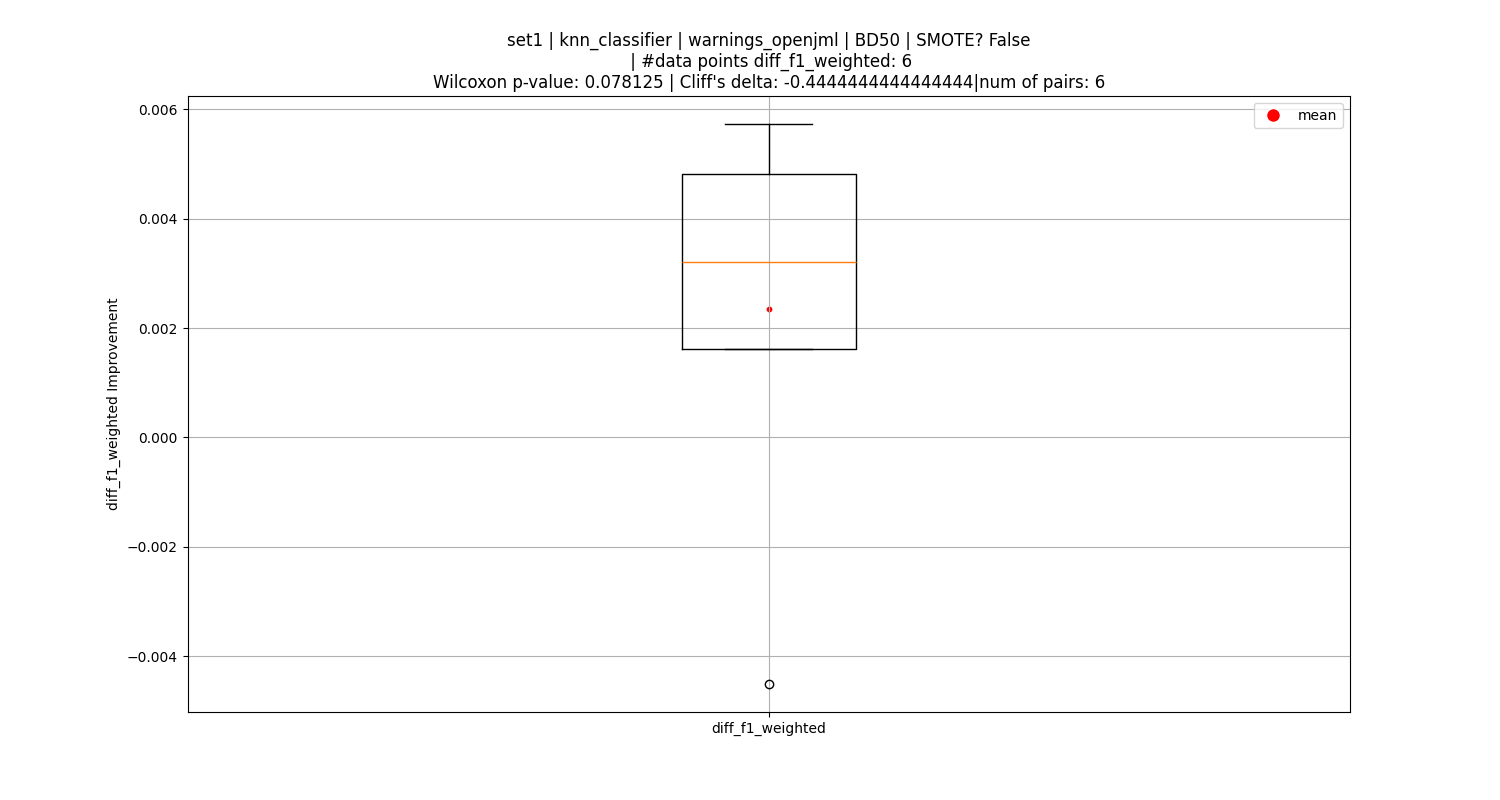 set1 | knn_classifier | warnings_openjml | BD50 | SMOTE? False
| #data points diff_f1_weighted: 6
Wilcoxon p-value: 0.078125 | Cliff's delta: -0.4444444444444444|num of pairs: 6
mean
0.006
0.004
0.002
0.000
−0.002
−0.004
diff_f1_weighted Improvement
diff_f1_weighted